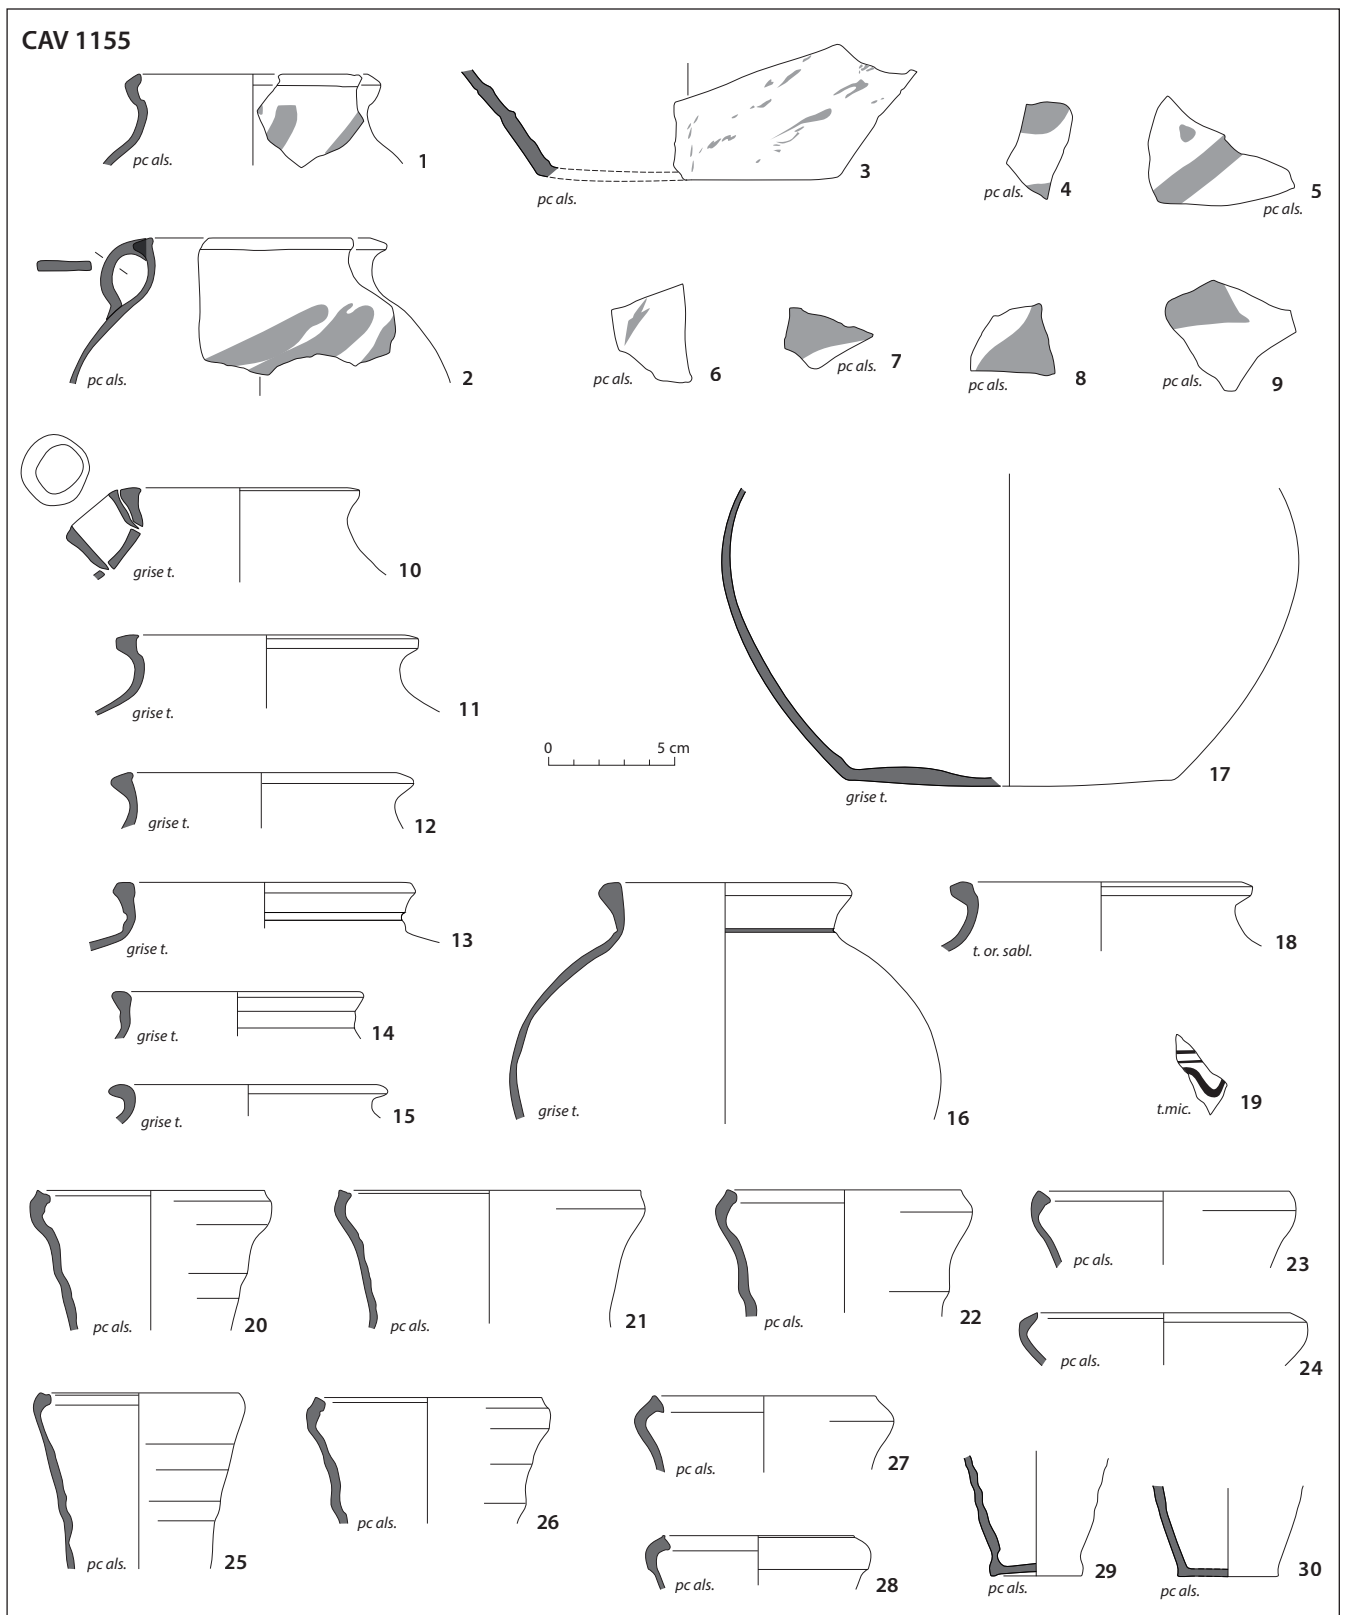 CAV 1155
pc als. 1
pc als. 3
pc als. 4
pc als. 5
pc als. 2
pc als. 6
pc als. 7
pc als. 8
pc als. 9
grise t. 10
grise t. 11
0 5 cm
grise t. 17
grise t. 12
grise t. 13
grise t. 14
grise t. 15
grise t. 16
t. or. sabl. 18
t.mic. 19
pc als. 20
pc als. 21
pc als. 22
pc als. 23
pc als. 24
pc als. 25
pc als. 26
pc als. 27
pc als. 28
pc als. 29
pc als. 30